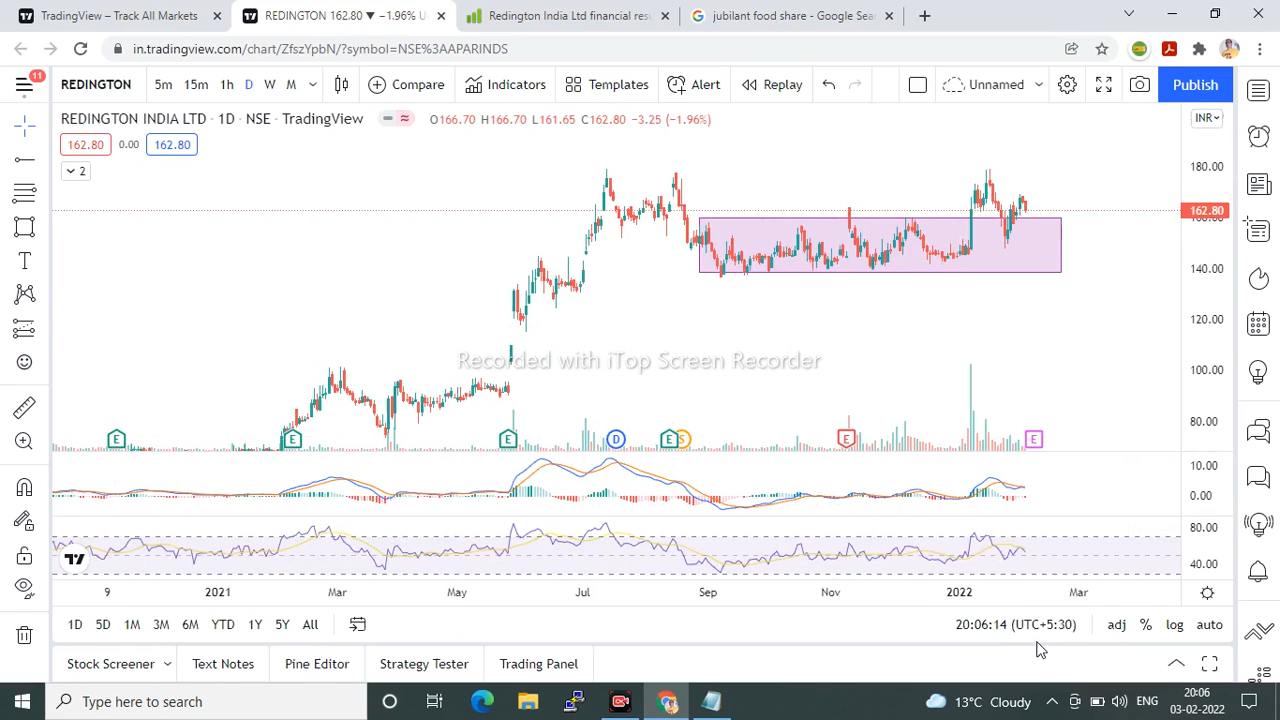 TradingView – Track All Markets
REDINGTON 162.80 ▼ −1.96% U
Redington India Ltd financial res
jubilant food share - Google Sea
in.tradingview.com/chart/ZfszYpbN/?symbol=NSE%3AAPARINDS
11
REDINGTON
5m 15m 1h D W M
Compare
Indicators
Templates
Alert
Replay
Unnamed
Publish
REDINGTON INDIA LTD · 1D · NSE · TradingView
O166.70 H166.70 L161.65 C162.80 −3.25 (−1.96%)
INR
162.80 0.00 162.80
2
180.00
162.80
160.00
140.00
120.00
100.00
80.00
Recorded with iTop Screen Recorder
E E E D E S E E
10.00
0.00
80.00
40.00
9 2021 Mar May Jul Sep Nov 2022 Mar
1D 5D 1M 3M 6M YTD 1Y 5Y All
20:06:14 (UTC+5:30)
adj % log auto
Stock Screener
Text Notes
Pine Editor
Strategy Tester
Trading Panel
Type here to search
13°C Cloudy
ENG
20:06
03-02-2022